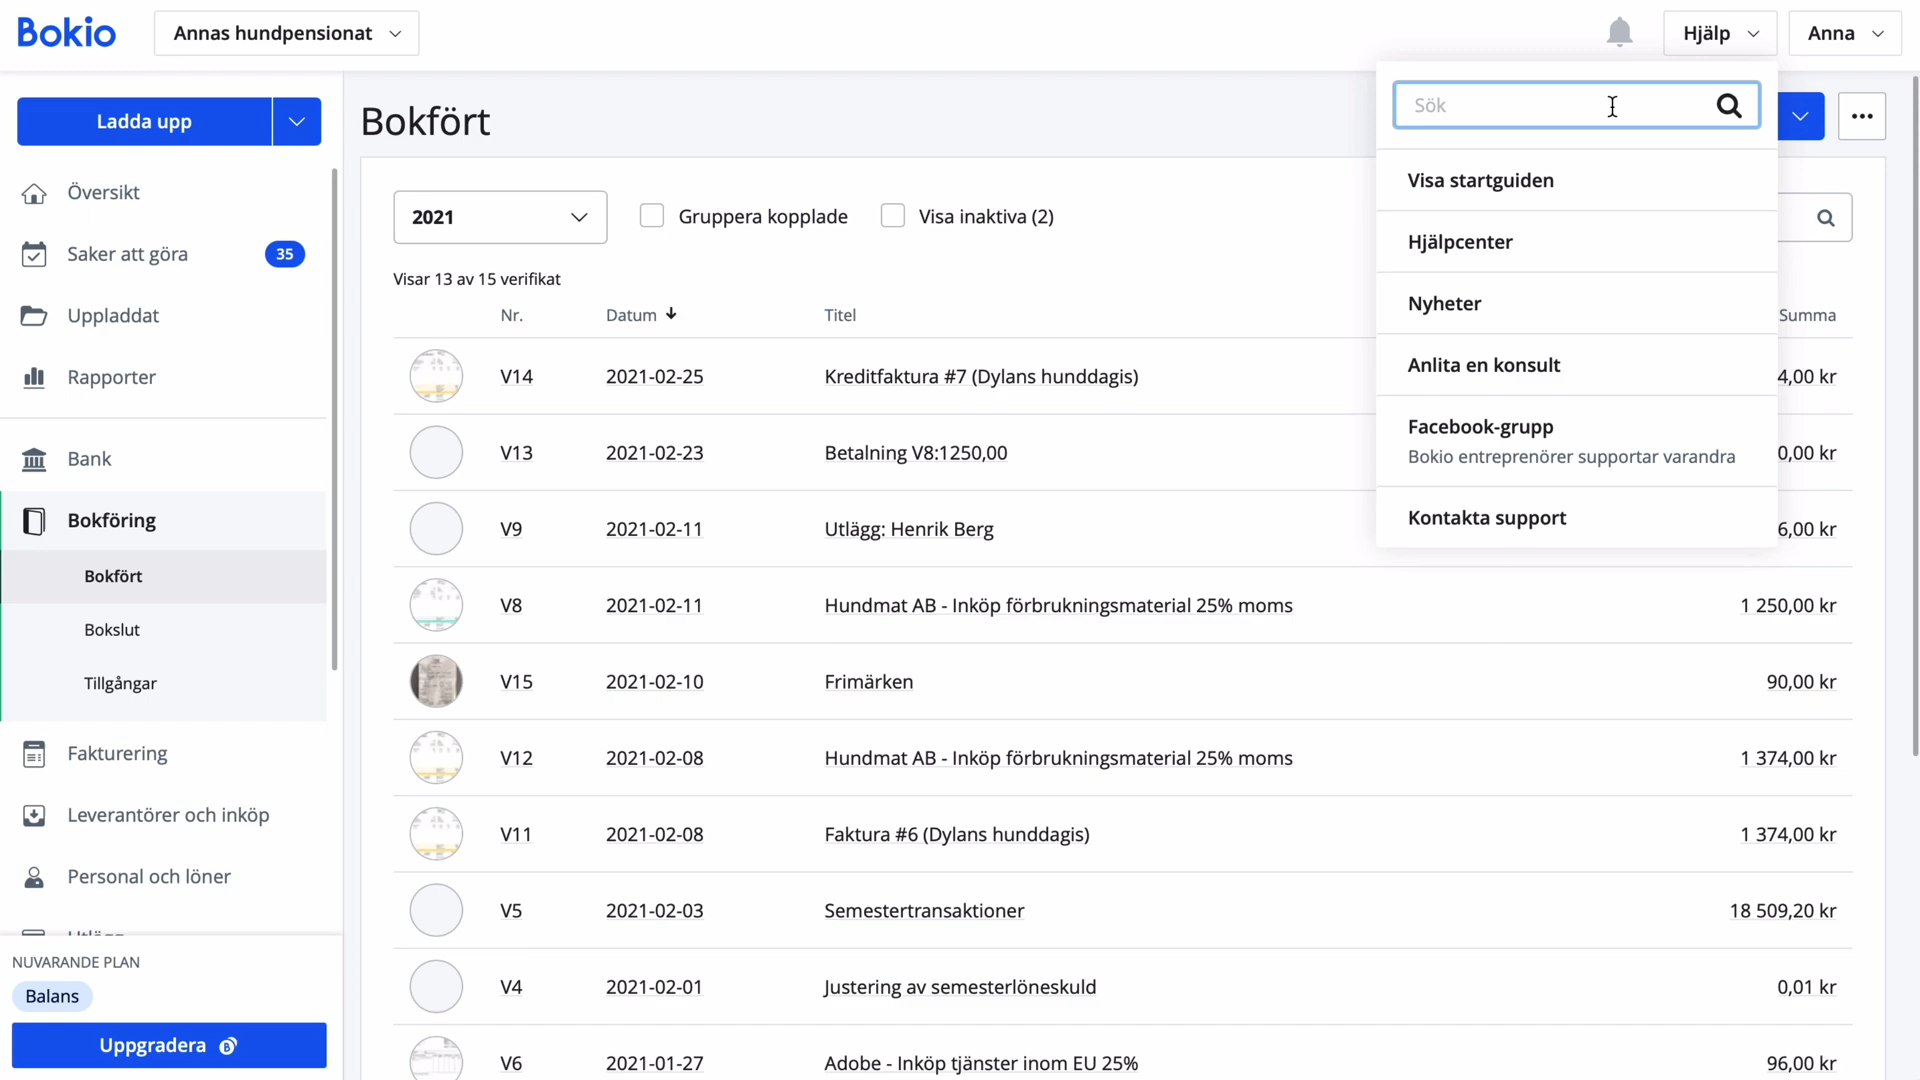 Bokio
Annas hundpensionat
Hjälp
Anna
Ladda upp
Översikt
Saker att göra
35
Uppladdat
Rapporter
Bank
Bokföring
Bokfört
Bokslut
Tillgångar
Fakturering
Leverantörer och inköp
Personal och löner
NUVARANDE PLAN
Balans
Uppgradera
Bokfört
2021
Gruppera kopplade
Visa inaktiva (2)
Visar 13 av 15 verifikat
Nr. Datum Titel Summa
V14 2021-02-25 Kreditfaktura #7 (Dylans hunddagis) 4,00 kr
V13 2021-02-23 Betalning V8:1250,00 0,00 kr
V9 2021-02-11 Utlägg: Henrik Berg 6,00 kr
V8 2021-02-11 Hundmat AB - Inköp förbrukningsmaterial 25% moms 1 250,00 kr
V15 2021-02-10 Frimärken 90,00 kr
V12 2021-02-08 Hundmat AB - Inköp förbrukningsmaterial 25% moms 1 374,00 kr
V11 2021-02-08 Faktura #6 (Dylans hunddagis) 1 374,00 kr
V5 2021-02-03 Semestertransaktioner 18 509,20 kr
V4 2021-02-01 Justering av semesterlöneskuld 0,01 kr
V6 2021-01-27 Adobe - Inköp tjänster inom EU 25% 96,00 kr
Sök
Visa startguiden
Hjälpcenter
Nyheter
Anlita en konsult
Facebook-grupp
Bokio entreprenörer supportar varandra
Kontakta support